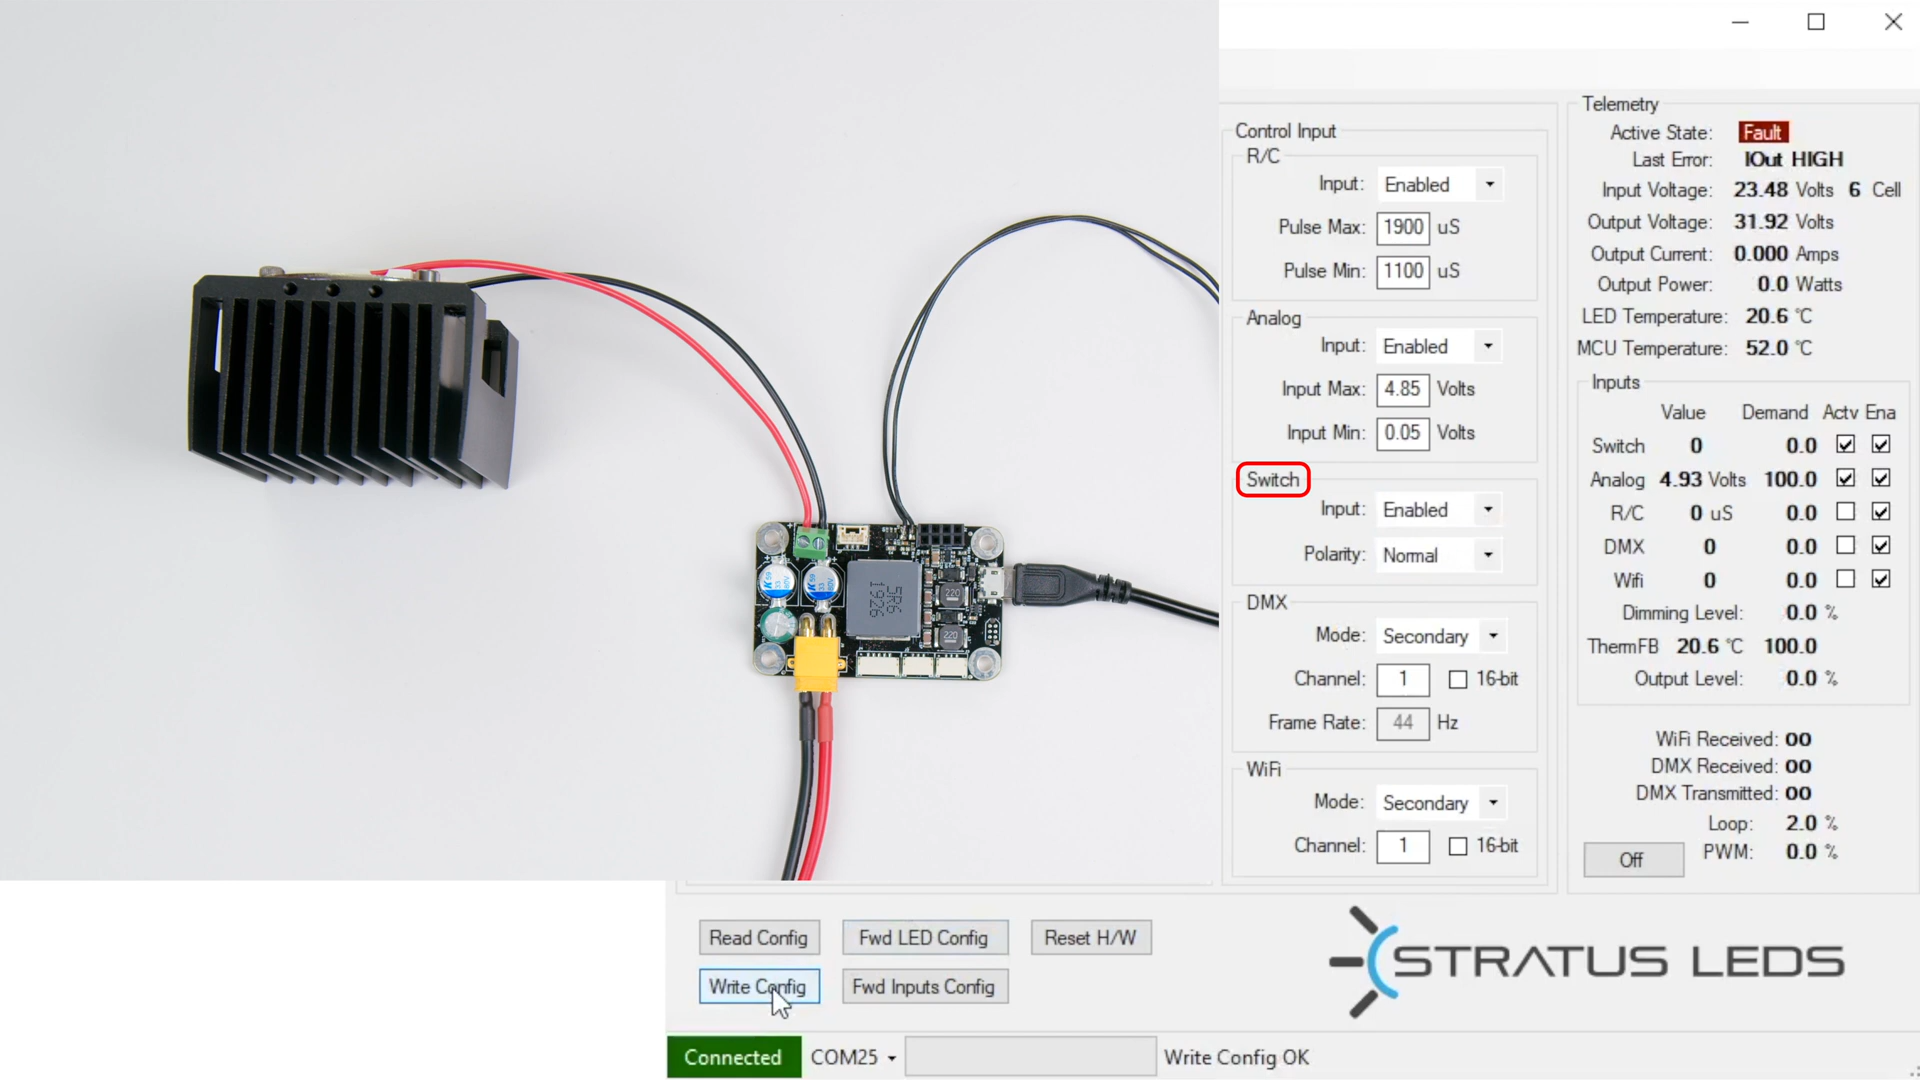 Control Input
R/C
Input: Enabled
Pulse Max: 1900 uS
Pulse Min: 1100 uS
Analog
Input: Enabled
Input Max: 4.85 Volts
Input Min: 0.05 Volts
Switch
Input: Enabled
Polarity: Normal
DMX
Mode: Secondary
Channel: 1 16-bit
Frame Rate: 44 Hz
WiFi
Mode: Secondary
Channel: 1 16-bit
Telemetry
Active State: Fault
Last Error: IOut HIGH
Input Voltage: 23.48 Volts 6 Cell
Output Voltage: 31.92 Volts
Output Current: 0.000 Amps
Output Power: 0.0 Watts
LED Temperature: 20.6 °C
MCU Temperature: 52.0 °C
Inputs
Value Demand Actv Ena
Switch 0 0.0
Analog 4.93 Volts 100.0
R/C 0 uS 0.0
DMX 0 0.0
Wifi 0 0.0
Dimming Level: 0.0 %
ThermFB 20.6 °C 100.0
Output Level: 0.0 %
WiFi Received: 00
DMX Received: 00
DMX Transmitted: 00
Loop: 2.0 %
Off PWM: 0.0 %
5R6
1926
220
220
Read Config Fwd LED Config Reset H/W
Write Config Fwd Inputs Config
STRATUS LEDS
Connected COM25 Write Config OK